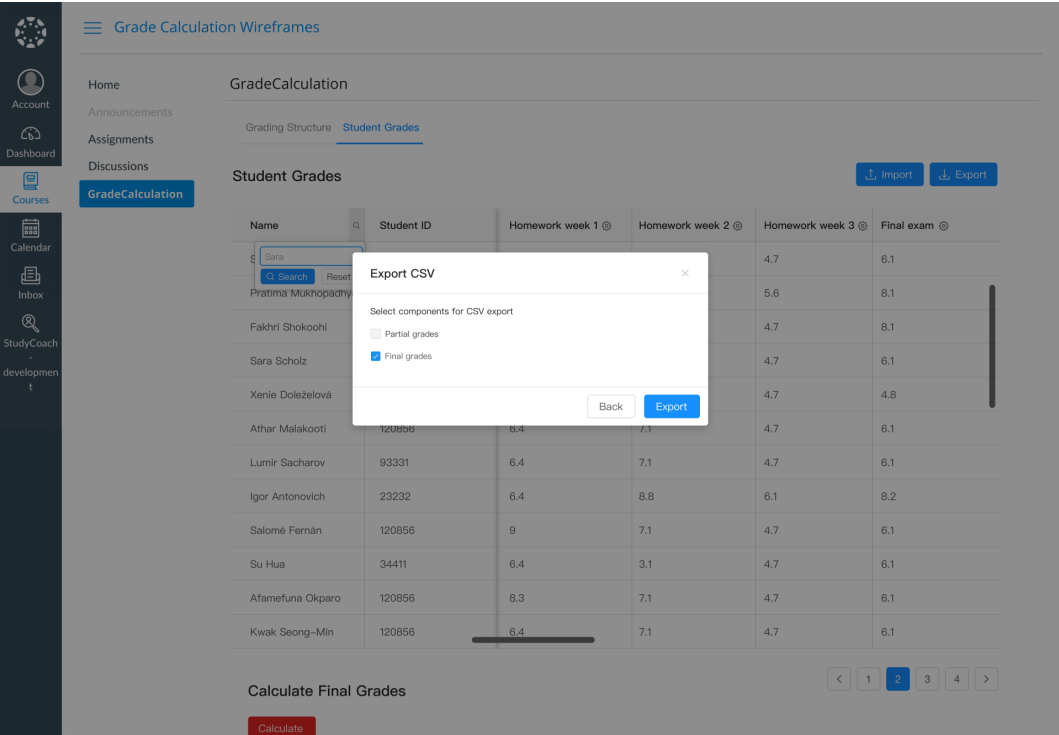 Grade Calculation Wireframes
Account
Dashboard
Courses
Calendar
Inbox
StudyCoach
-
developmen
t
Home
Announcements
Assignments
Discussions
GradeCalculation
GradeCalculation
Grading Structure Student Grades
Student Grades
Import Export
Name Student ID Homework week 1 Homework week 2 Homework week 3 Final exam
Sara
Search Reset
4.7 6.1
Pratima Mukhopadhy
5.6 8.1
Fakhri Shokoohi 4.7 8.1
Sara Scholz 4.7 6.1
Xenie Doleželová 4.7 4.8
Export CSV
Select components for CSV export
Partial grades
Final grades
Back Export
Athar Malakooti 120856 6.4 7.1 4.7 6.1
Lumir Sacharov 93331 6.4 7.1 4.7 6.1
Igor Antonovich 23232 6.4 8.8 6.1 8.2
Salomé Fernán 120856 9 7.1 4.7 6.1
Su Hua 34411 6.4 3.1 4.7 6.1
Afamefuna Okparo 120856 8.3 7.1 4.7 6.1
Kwak Seong-Min 120856 6.4 7.1 4.7 6.1
< 1 2 3 4 >
Calculate Final Grades
Calculate